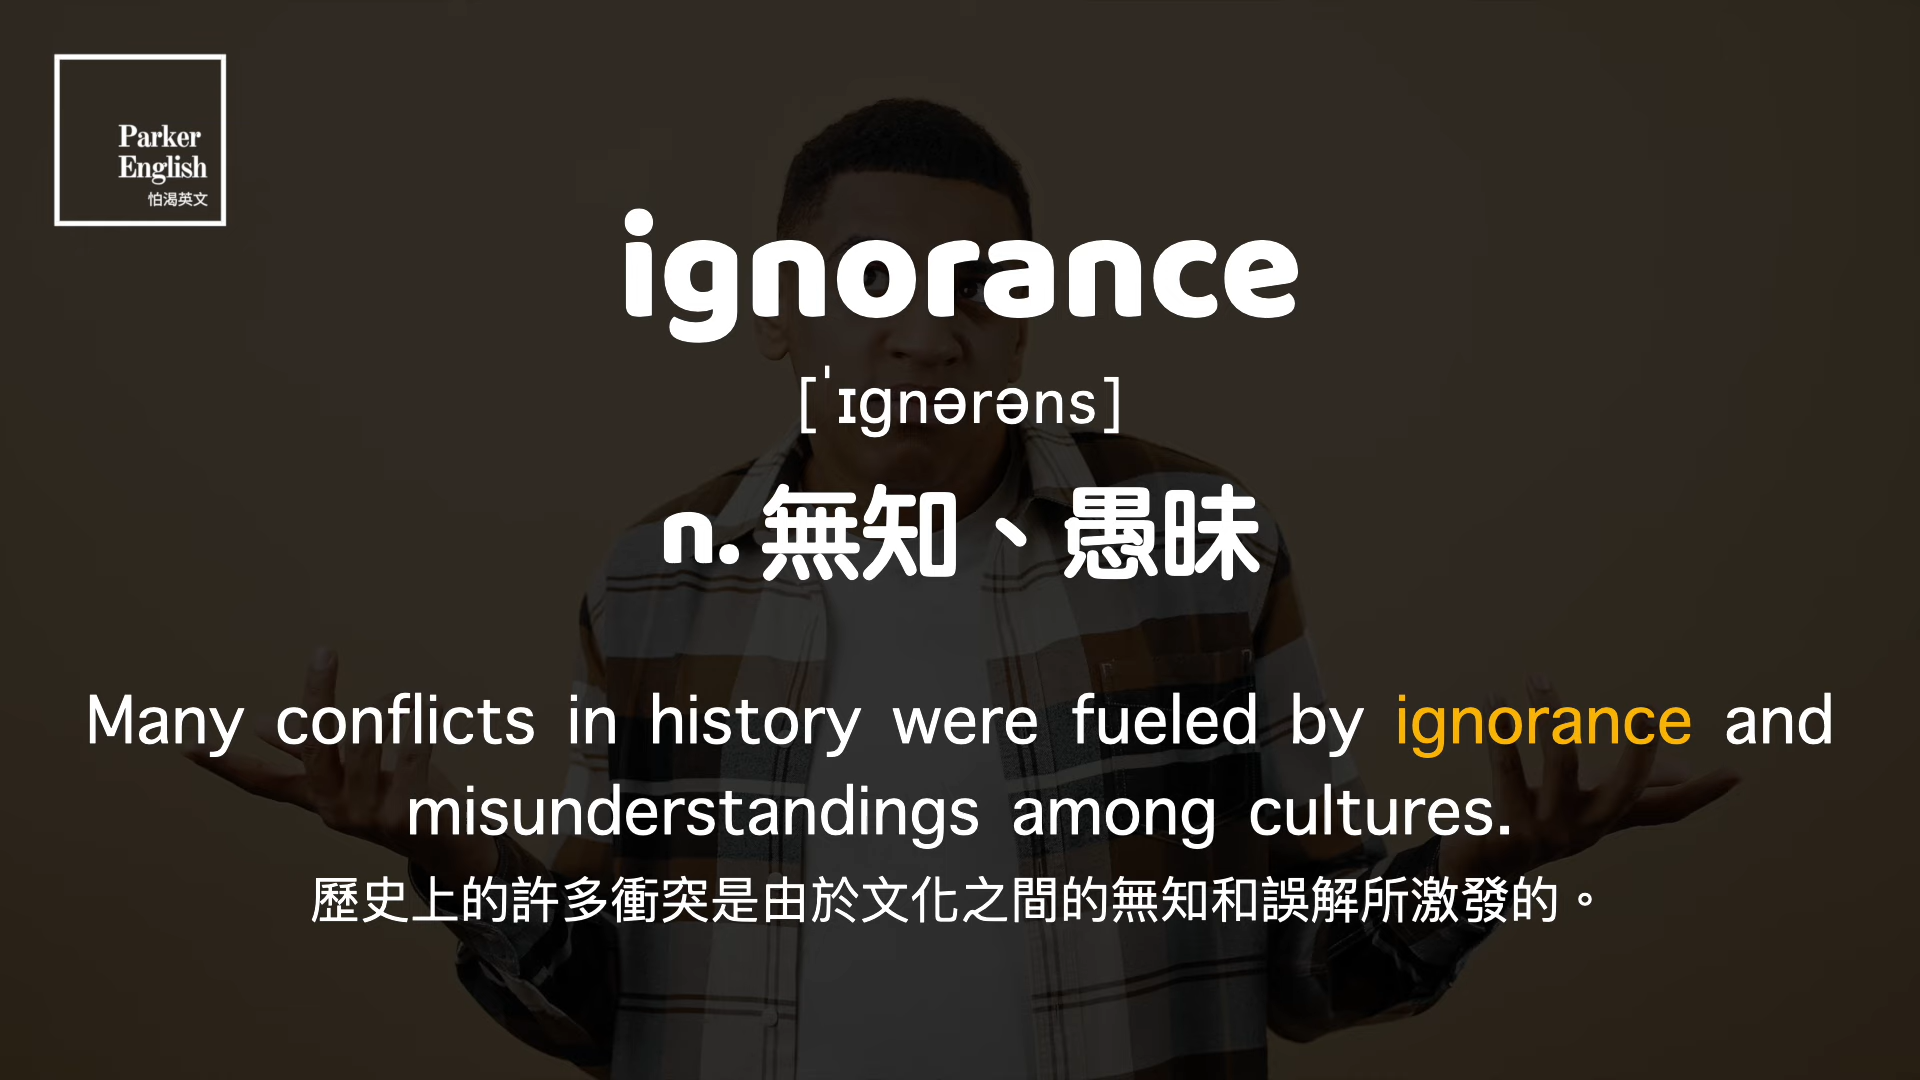 Parker
English
怕渴英文
ignorance
[ˈɪgnərəns]
n. 無知、愚昧
Many conflicts in history were fueled by ignorance and
misunderstandings among cultures.
歷史上的許多衝突是由於文化之間的無知和誤解所激發的。